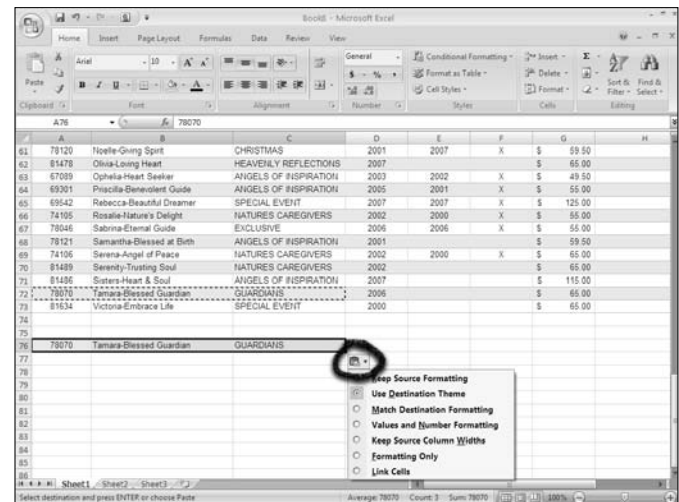 Book8 - Microsoft Excel
Home Insert Page Layout Formulas Data Review View
Arial 10 A A General Conditional Formatting Insert Σ
Paste B I U A $ % , Format as Table Delete Sort & Find &
Cell Styles Format Filter Select
Clipboard Font Alignment Number Styles Cells Editing
A76 fx 78070
A B C D E F G H
61 78120 Noelle-Giving Spirit CHRISTMAS 2001 2007 X $ 59.50
62 81478 Olivia-Loving Heart HEAVENLY REFLECTIONS 2007 $ 65.00
63 67089 Ophelia-Heart Seeker ANGELS OF INSPIRATION 2003 2002 X $ 49.50
64 69301 Priscilla-Benevolent Guide ANGELS OF INSPIRATION 2005 2001 X $ 55.00
65 69542 Rebecca-Beautiful Dreamer SPECIAL EVENT 2007 2007 X $ 125.00
66 74105 Rosalie-Nature's Delight NATURES CAREGIVERS 2002 2000 X $ 55.00
67 78046 Sabrina-Eternal Guide EXCLUSIVE 2006 2006 X $ 55.00
68 78121 Samantha-Blessed at Birth ANGELS OF INSPIRATION 2001 $ 59.50
69 74106 Serena-Angel of Peace NATURES CAREGIVERS 2002 2000 X $ 65.00
70 81489 Serenity-Trusting Soul NATURES CAREGIVERS 2002 $ 65.00
71 81486 Sisters-Heart & Soul ANGELS OF INSPIRATION 2007 $ 115.00
72 78070 Tamara-Blessed Guardian GUARDIANS 2006 $ 65.00
73 81634 Victoria-Embrace Life SPECIAL EVENT 2000 $ 65.00
74
75
76 78070 Tamara-Blessed Guardian GUARDIANS
77
78 Keep Source Formatting
79 Use Destination Theme
80
81 Match Destination Formatting
82 Values and Number Formatting
83 Keep Source Column Widths
84 Formatting Only
85 Link Cells
86
Sheet1 Sheet2 Sheet3
Select destination and press ENTER or choose Paste Average: 78070 Count: 3 Sum: 78070 100%